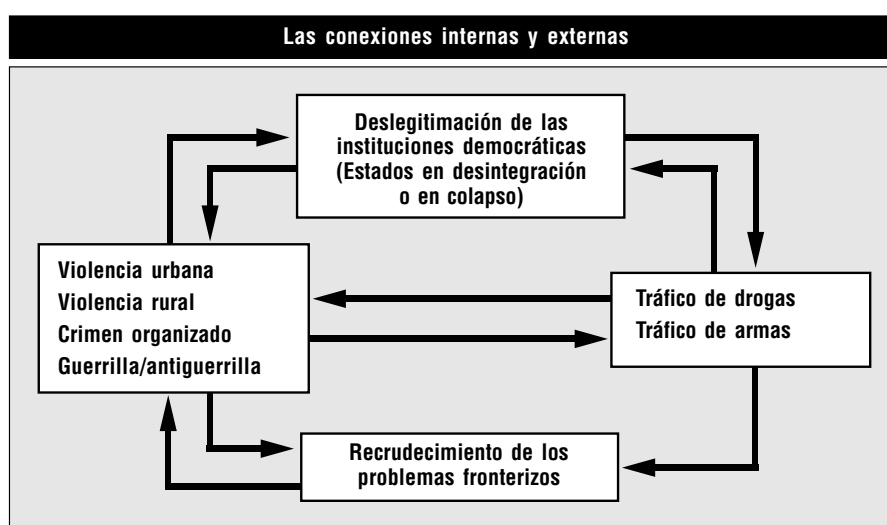 Las conexiones internas y externas
Deslegitimación de las
instituciones democráticas
(Estados en desintegración
o en colapso)
Violencia urbana
Violencia rural
Crimen organizado
Guerrilla/antiguerrilla
Tráfico de drogas
Tráfico de armas
Recrudecimiento de los
problemas fronterizos